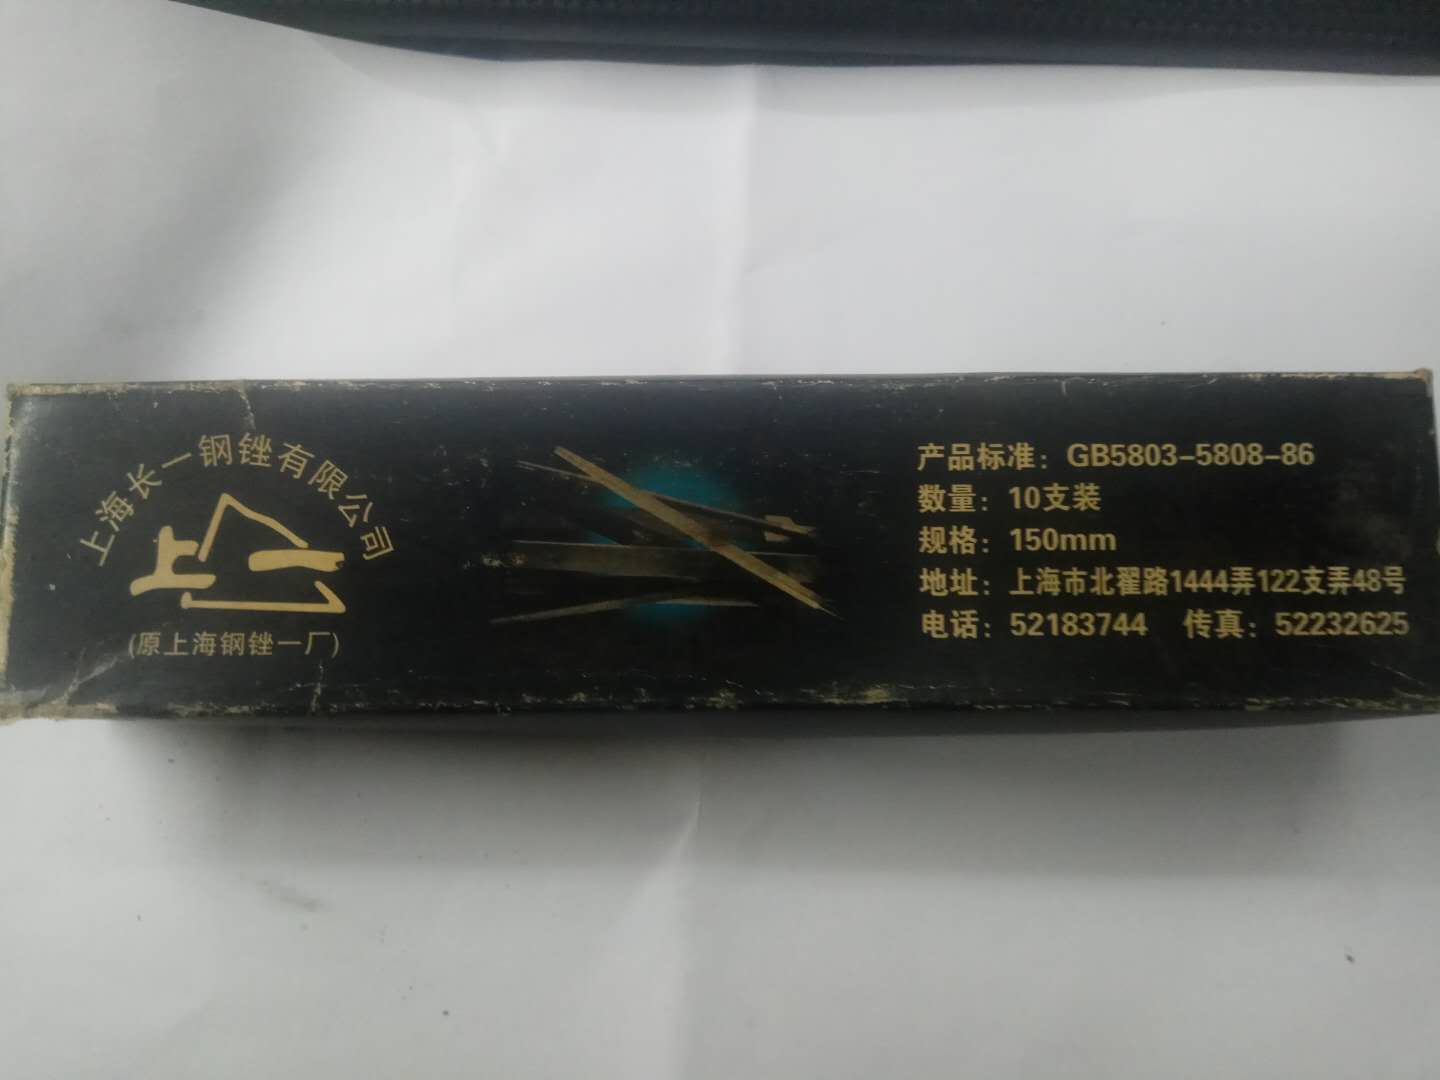 上海长一钢锉有限公司
(原上海钢锉一厂)
产品标准：GB5803-5808-86
数量：10支装
规格：150mm
地址：上海市北翟路1444弄122支弄48号
电话：52183744 传真：52232625